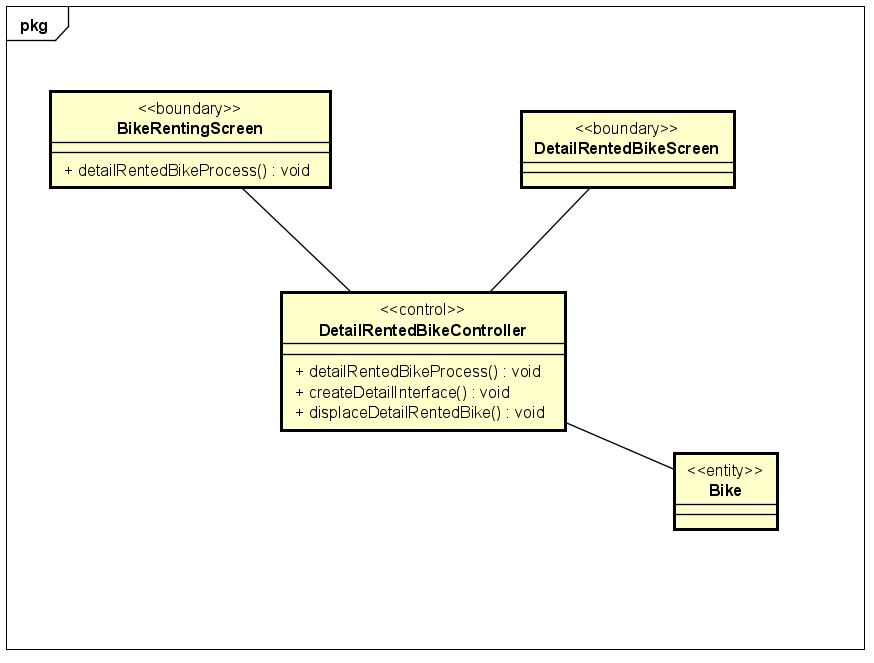 pkg
<<boundary>>
BikeRentingScreen
+ detailRentedBikeProcess() : void
<<boundary>>
DetailRentedBikeScreen
<<control>>
DetailRentedBikeController
+ detailRentedBikeProcess() : void
+ createDetailInterface() : void
+ displaceDetailRentedBike() : void
<<entity>>
Bike